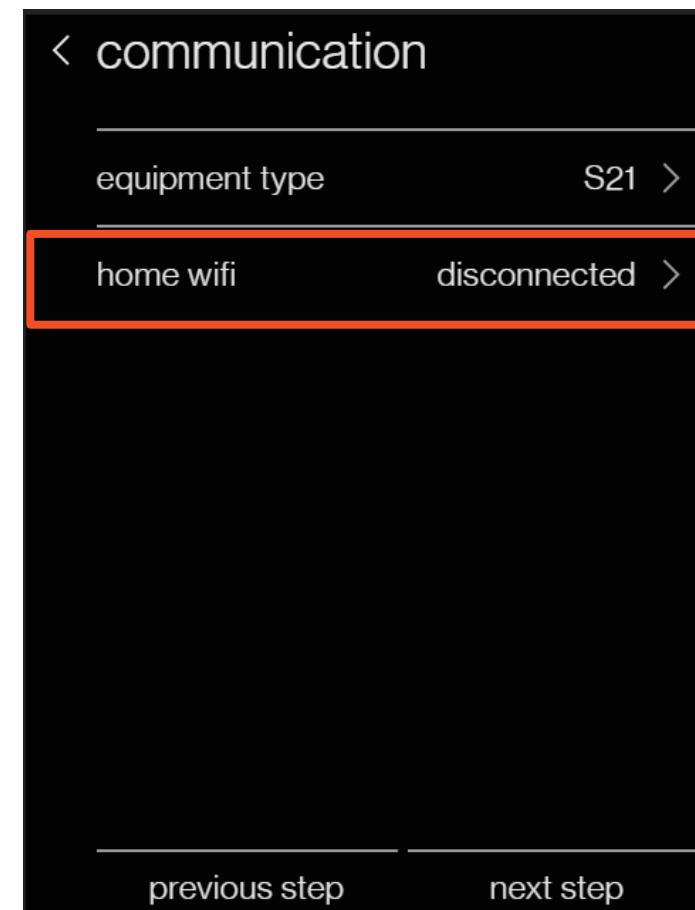 < communication
equipment type S21 >
home wifi disconnected >
previous step next step